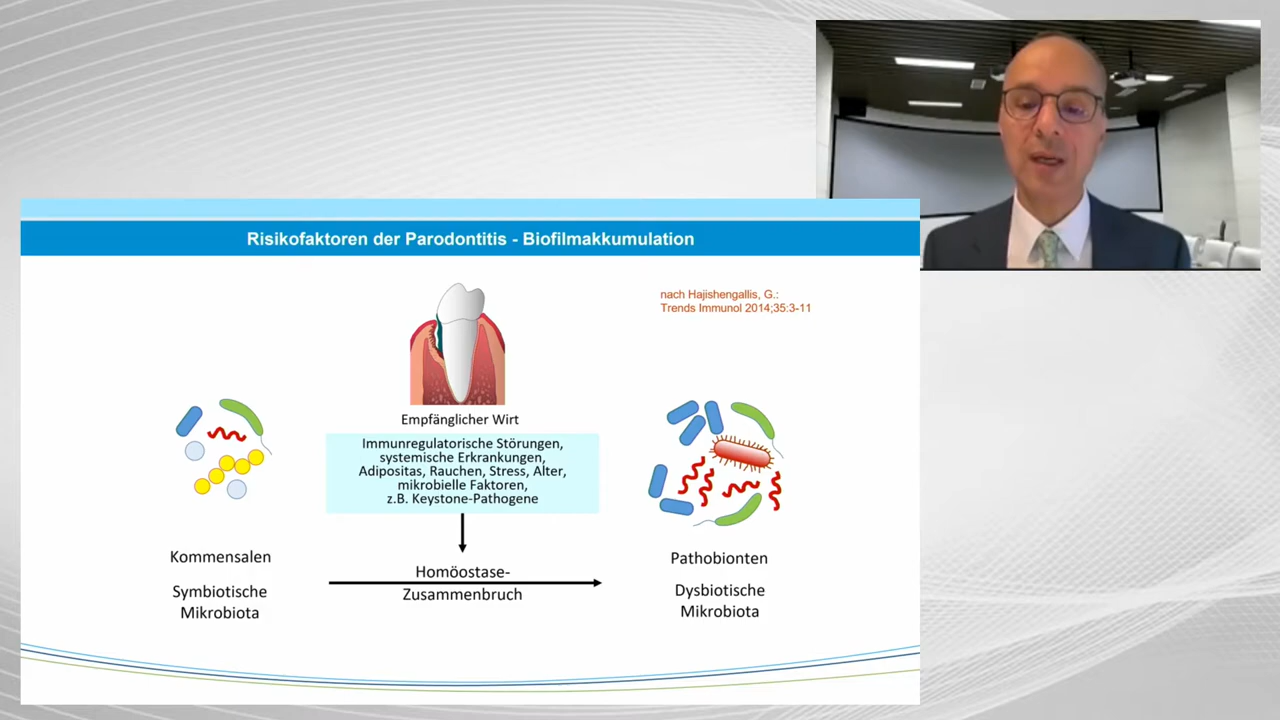 Risikofaktoren der Parodontitis - Biofilmakkumulation
nach Hajishengallis, G.:
Trends Immunol 2014;35:3-11
Empfänglicher Wirt
Immunregulatorische Störungen,
systemische Erkrankungen,
Adipositas, Rauchen, Stress, Alter,
mikrobielle Faktoren,
z.B. Keystone-Pathogene
Kommensalen
Symbiotische
Mikrobiota
Homöostase-
Zusammenbruch
Pathobionten
Dysbiotische
Mikrobiota